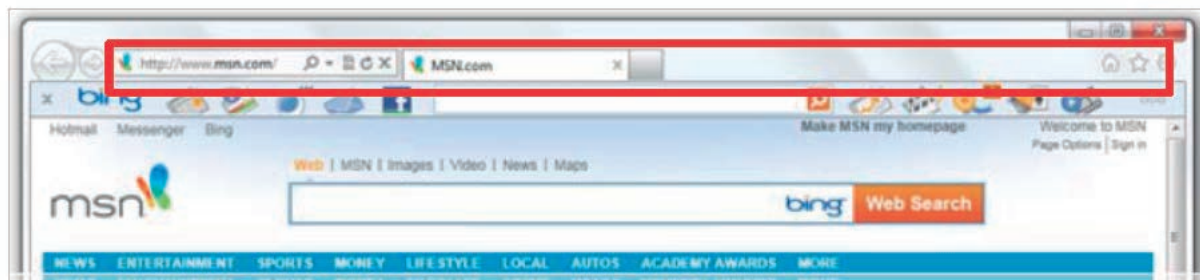 http://www.msn.com/ MSN.com
bing
Hotmail Messenger Bing Make MSN my homepage Welcome to MSN
Page Options | Sign in
Web | MSN | Images | Video | News | Maps
msn bing Web Search
NEWS ENTERTAINMENT SPORTS MONEY LIFESTYLE LOCAL AUTOS ACADEMY AWARDS MORE